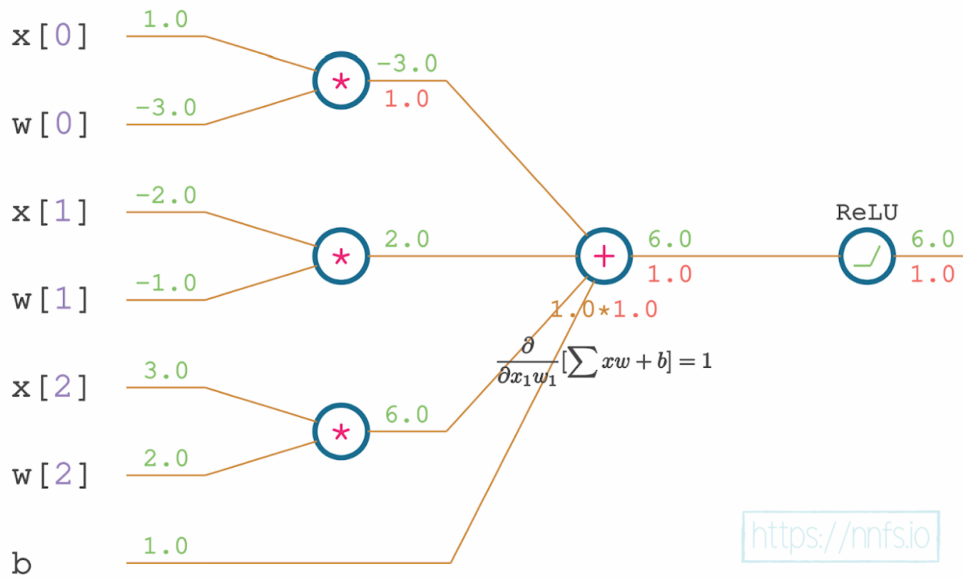 x[0]
1.0
w[0]
-3.0
*
-3.0
1.0
x[1]
-2.0
w[1]
-1.0
*
2.0
x[2]
3.0
w[2]
2.0
*
6.0
b
1.0
+
6.0
1.0
1.0*1.0
∂/∂x₁w₁[∑ xw + b] = 1
ReLU
6.0
1.0
https://nnfs.io